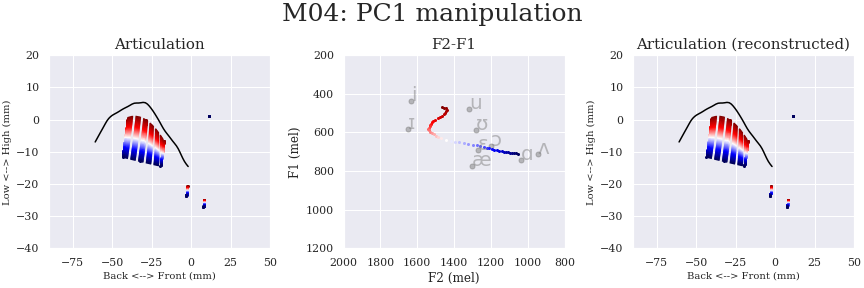 M04: PC1 manipulation
Articulation
F2-F1
Articulation (reconstructed)
20
10
0
−10
−20
−30
−40
Low <--> High (mm)
−75
−50
−25
0
25
50
Back <--> Front (mm)
200
400
600
800
1000
1200
F1 (mel)
i
u
ɪ
ʊ
ɛ
ɔ
æ
ɑ
ʌ
2000
1800
1600
1400
1200
1000
800
F2 (mel)
20
10
0
−10
−20
−30
−40
Low <--> High (mm)
−75
−50
−25
0
25
50
Back <--> Front (mm)